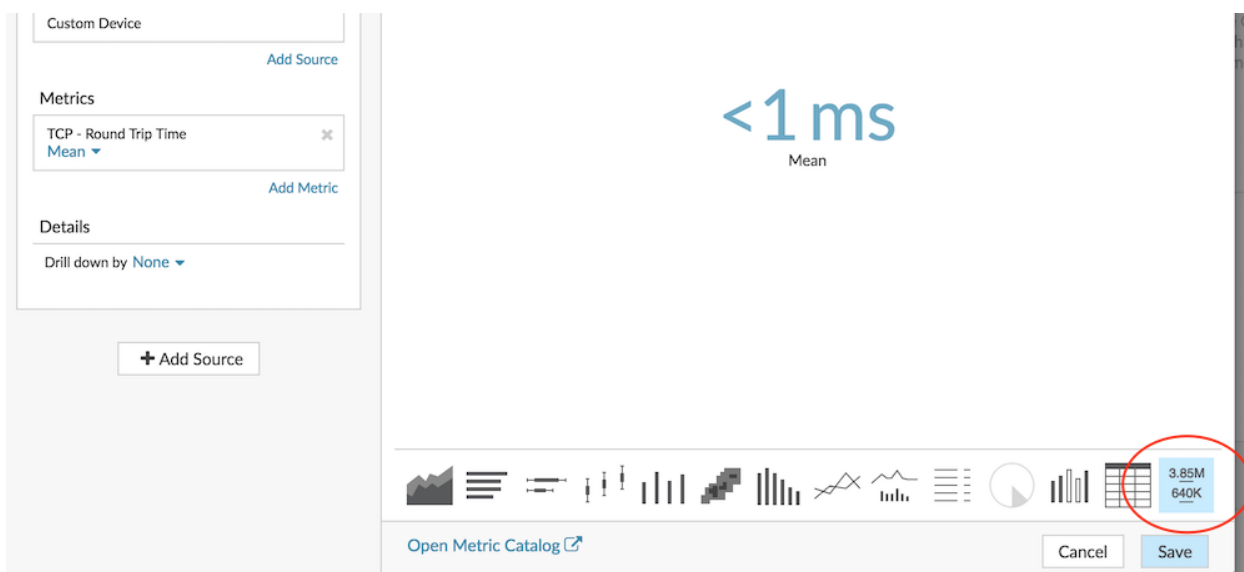 Custom Device
Add Source
Metrics
TCP - Round Trip Time
Mean
Add Metric
Details
Drill down by None
+ Add Source
<1 ms
Mean
3.85M
640K
Open Metric Catalog
Cancel
Save